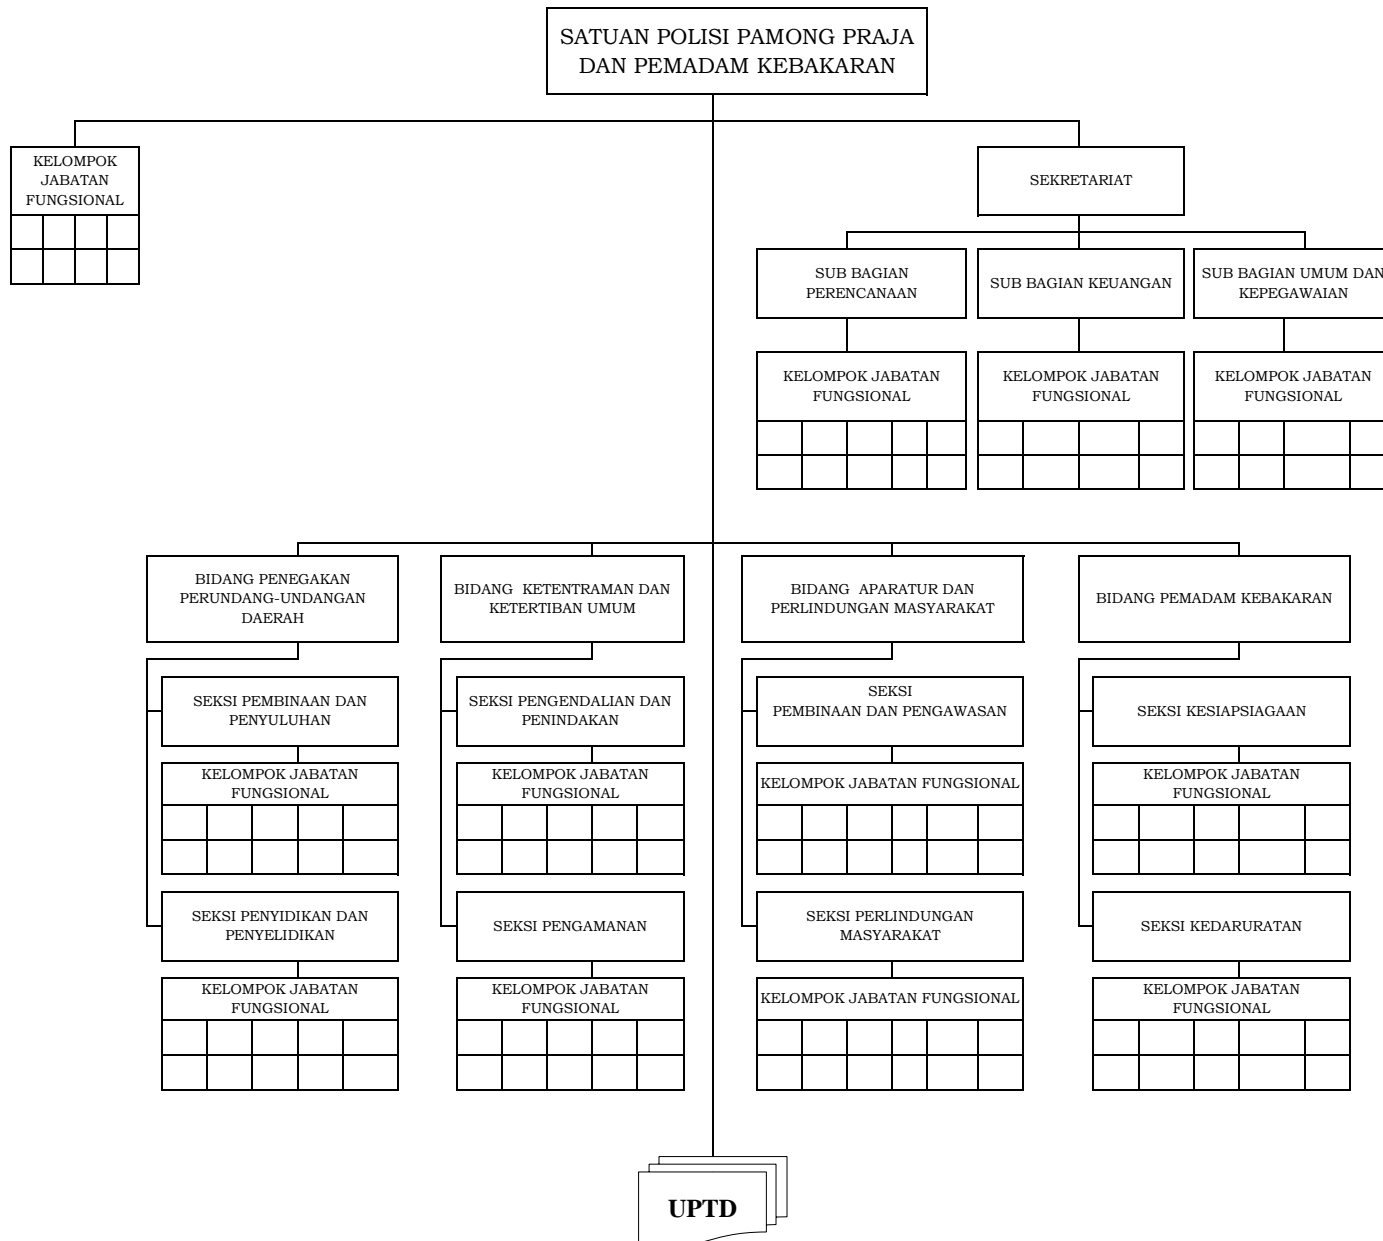 SATUAN POLISI PAMONG PRAJA
DAN PEMADAM KEBAKARAN
KELOMPOK
JABATAN
FUNGSIONAL
SEKRETARIAT
SUB BAGIAN
PERENCANAAN
SUB BAGIAN KEUANGAN
SUB BAGIAN UMUM DAN
KEPEGAWAIAN
KELOMPOK JABATAN
FUNGSIONAL
KELOMPOK JABATAN
FUNGSIONAL
KELOMPOK JABATAN
FUNGSIONAL
BIDANG PENEGAKAN
PERUNDANG-UNDANGAN
DAERAH
BIDANG  KETENTRAMAN DAN
KETERTIBAN UMUM
BIDANG  APARATUR DAN
PERLINDUNGAN MASYARAKAT
BIDANG PEMADAM KEBAKARAN
SEKSI PEMBINAAN DAN
PENYULUHAN
SEKSI PENGENDALIAN DAN
PENINDAKAN
SEKSI
PEMBINAAN DAN PENGAWASAN
SEKSI KESIAPSIAGAAN
KELOMPOK JABATAN
FUNGSIONAL
KELOMPOK JABATAN
FUNGSIONAL
KELOMPOK JABATAN FUNGSIONAL
KELOMPOK JABATAN
FUNGSIONAL
SEKSI PENYIDIKAN DAN
PENYELIDIKAN
SEKSI PENGAMANAN
SEKSI PERLINDUNGAN
MASYARAKAT
SEKSI KEDARURATAN
KELOMPOK JABATAN
FUNGSIONAL
KELOMPOK JABATAN
FUNGSIONAL
KELOMPOK JABATAN FUNGSIONAL
KELOMPOK JABATAN
FUNGSIONAL
UPTD